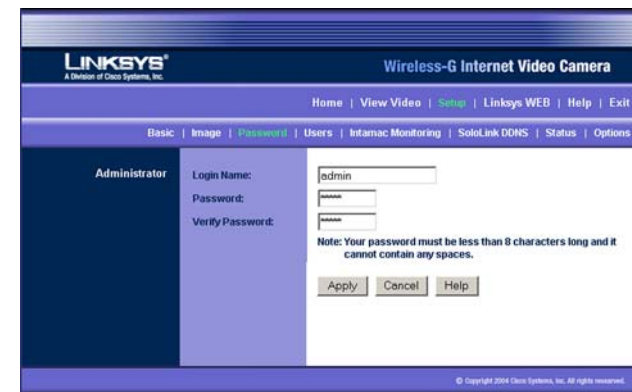 LINKSYS®
A Division of Cisco Systems, Inc.
Wireless-G Internet Video Camera
Home | View Video | Setup | Linksys WEB | Help | Exit
Basic | Image | Password | Users | Intamac Monitoring | SoloLink DDNS | Status | Options
Administrator
Login Name: admin
Password: *****
Verify Password: *****
Note: Your password must be less than 8 characters long and it
cannot contain any spaces.
Apply Cancel Help
© Copyright 2004 Cisco Systems, Inc. All rights reserved.